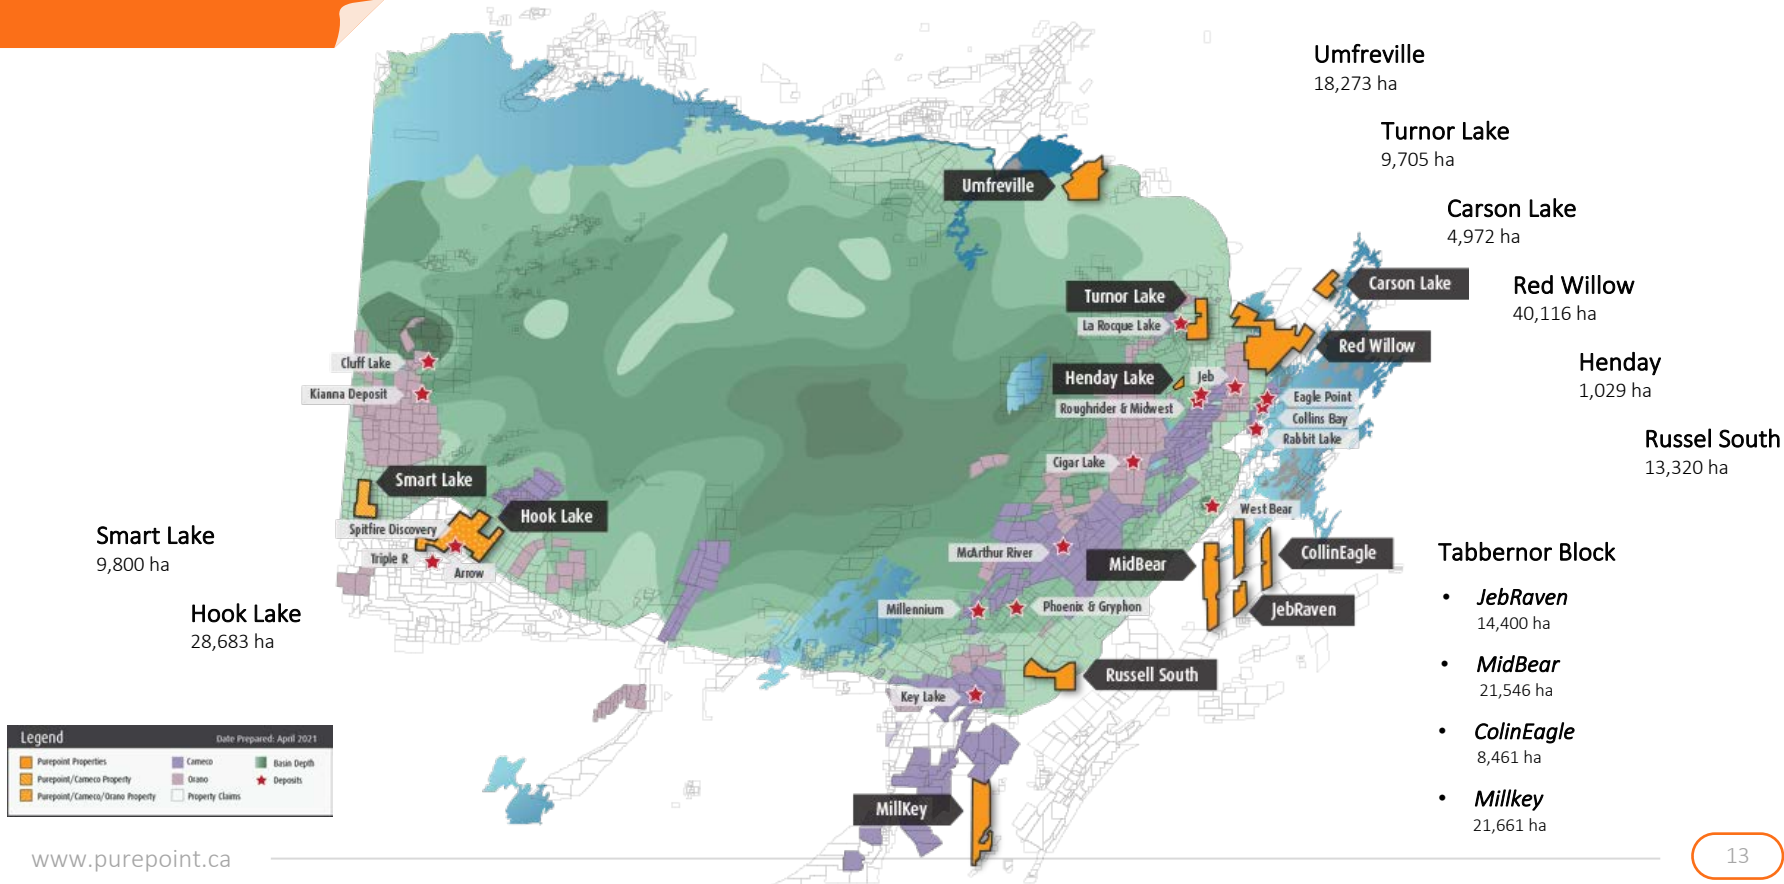 Umfreville
18,273 ha
Turnor Lake
9,705 ha
Carson Lake
4,972 ha
Red Willow
40,116 ha
Henday
1,029 ha
Russel South
13,320 ha
Smart Lake
9,800 ha
Hook Lake
28,683 ha
Tabbernor Block
• JebRaven
14,400 ha
• MidBear
21,546 ha
• ColinEagle
8,461 ha
• Millkey
21,661 ha
Umfreville
Turnor Lake
La Rocque Lake
Carson Lake
Red Willow
Henday Lake
Jeb
Roughrider & Midwest
Eagle Point
Collins Bay
Rabbit Lake
Cluff Lake
Kianna Deposit
Cigar Lake
Smart Lake
Hook Lake
Spitfire Discovery
Triple R
Arrow
West Bear
McArthur River
MidBear
CollinEagle
JebRaven
Millennium
Phoenix & Gryphon
Russell South
Key Lake
MillKey
Legend
Date Prepared: April 2021
Purepoint Properties
Purepoint/Cameco Property
Purepoint/Cameco/Orano Property
Cameco
Orano
Property Claims
Basin Depth
Deposits
www.purepoint.ca
13